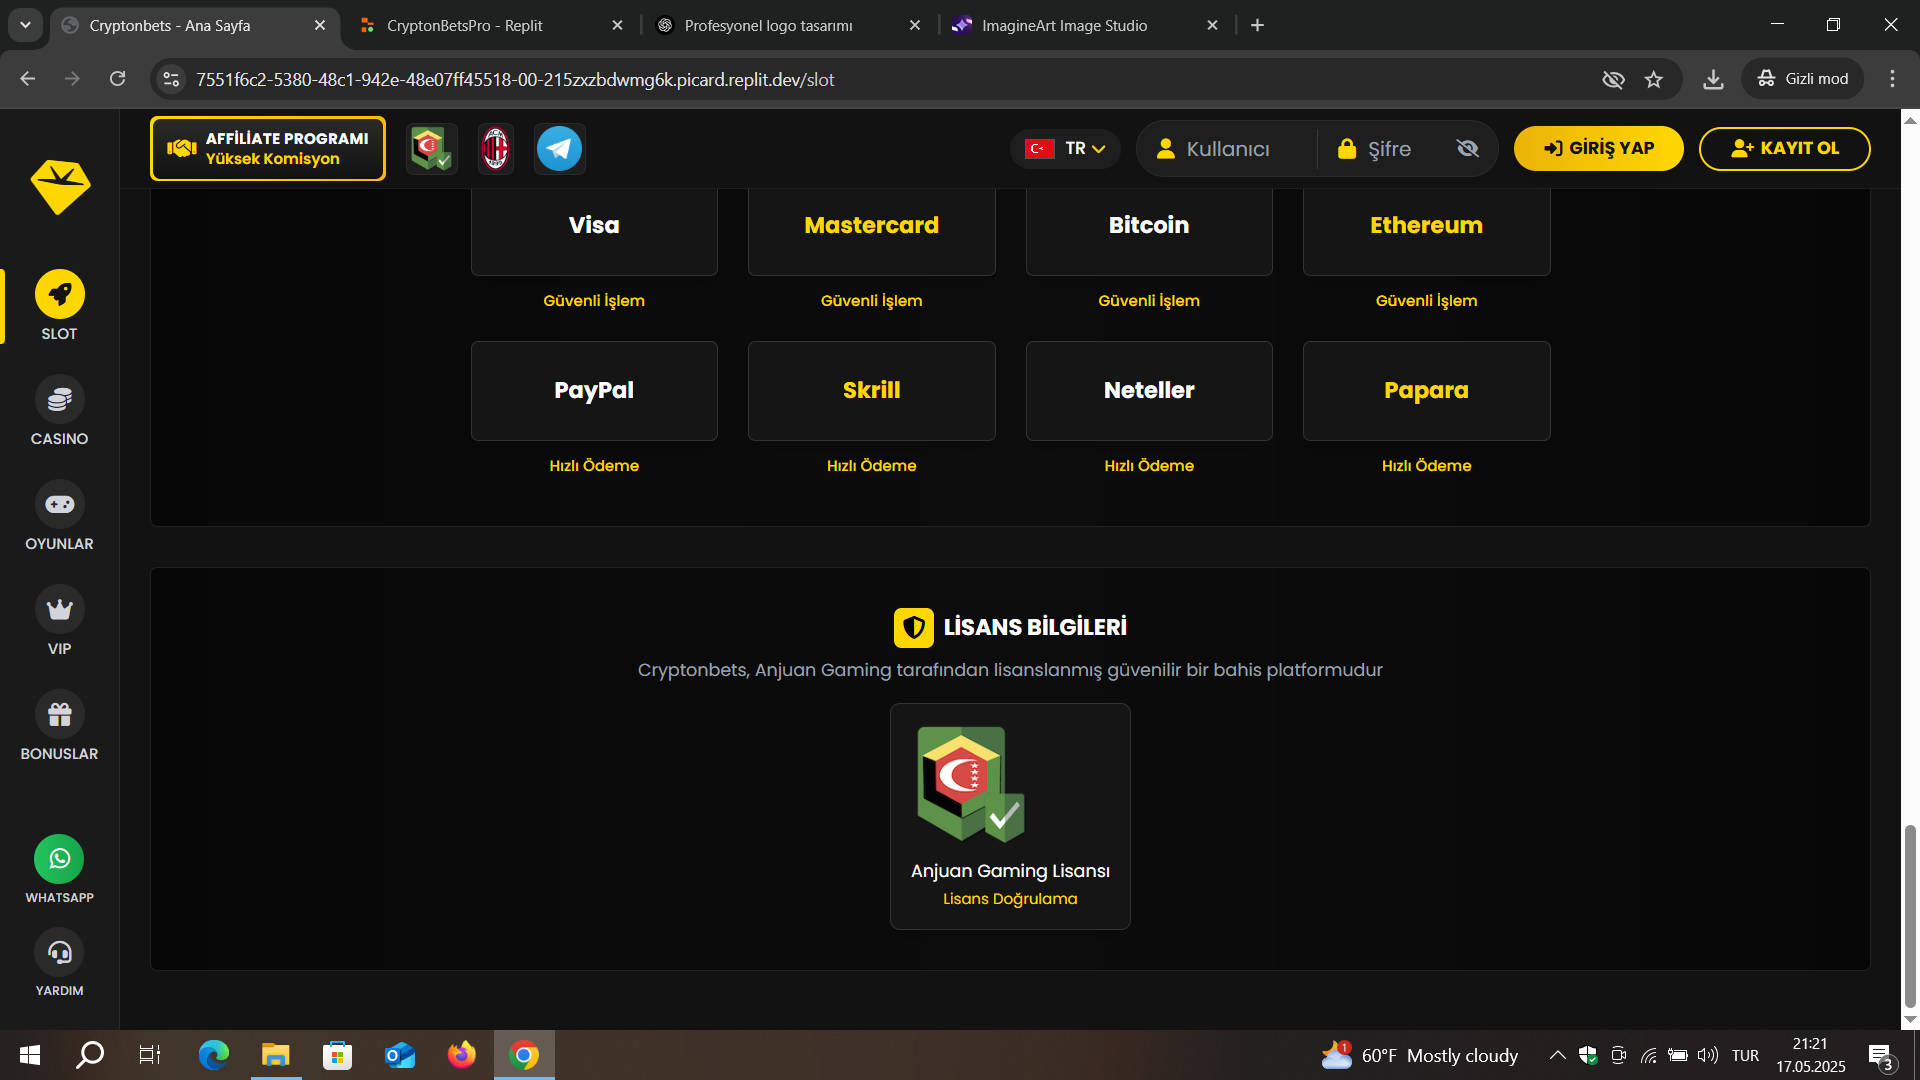 Cryptonbets - Ana Sayfa
CryptonBetsPro - Replit
Profesyonel logo tasarımı
ImagineArt Image Studio
7551f6c2-5380-48c1-942e-48e07ff45518-00-215zxzbdwmg6k.picard.replit.dev/slot
Gizli mod
AFFİLİATE PROGRAMI
Yüksek Komisyon
TR
Kullanıcı
Şifre
GİRİŞ YAP
KAYIT OL
SLOT
CASINO
OYUNLAR
VIP
BONUSLAR
WHATSAPP
YARDIM
Visa
Mastercard
Bitcoin
Ethereum
Güvenli İşlem
Güvenli İşlem
Güvenli İşlem
Güvenli İşlem
PayPal
Skrill
Neteller
Papara
Hızlı Ödeme
Hızlı Ödeme
Hızlı Ödeme
Hızlı Ödeme
LİSANS BİLGİLERİ
Cryptonbets, Anjuan Gaming tarafından lisanslanmış güvenilir bir bahis platformudur
Anjuan Gaming Lisansı
Lisans Doğrulama
1
60°F Mostly cloudy
TUR
21:21
17.05.2025
3